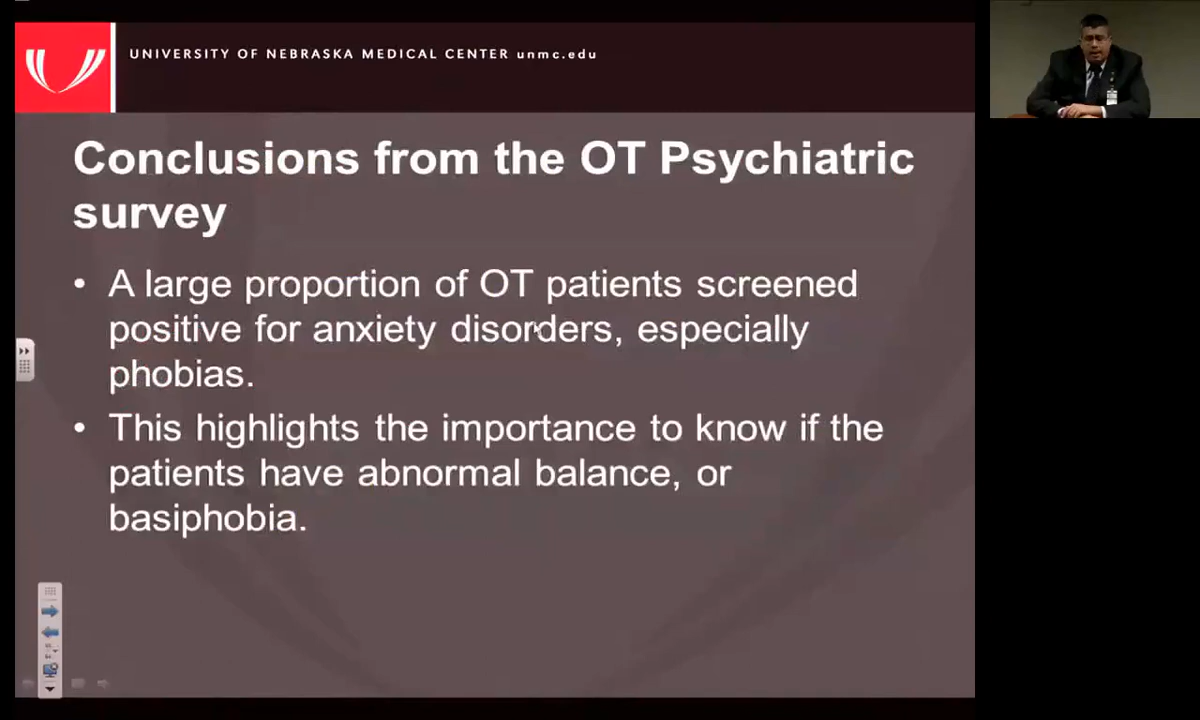 UNIVERSITY OF NEBRASKA MEDICAL CENTER unmc.edu
Conclusions from the OT Psychiatric
survey
• A large proportion of OT patients screened
positive for anxiety disorders, especially
phobias.
• This highlights the importance to know if the
patients have abnormal balance, or
basiphobia.